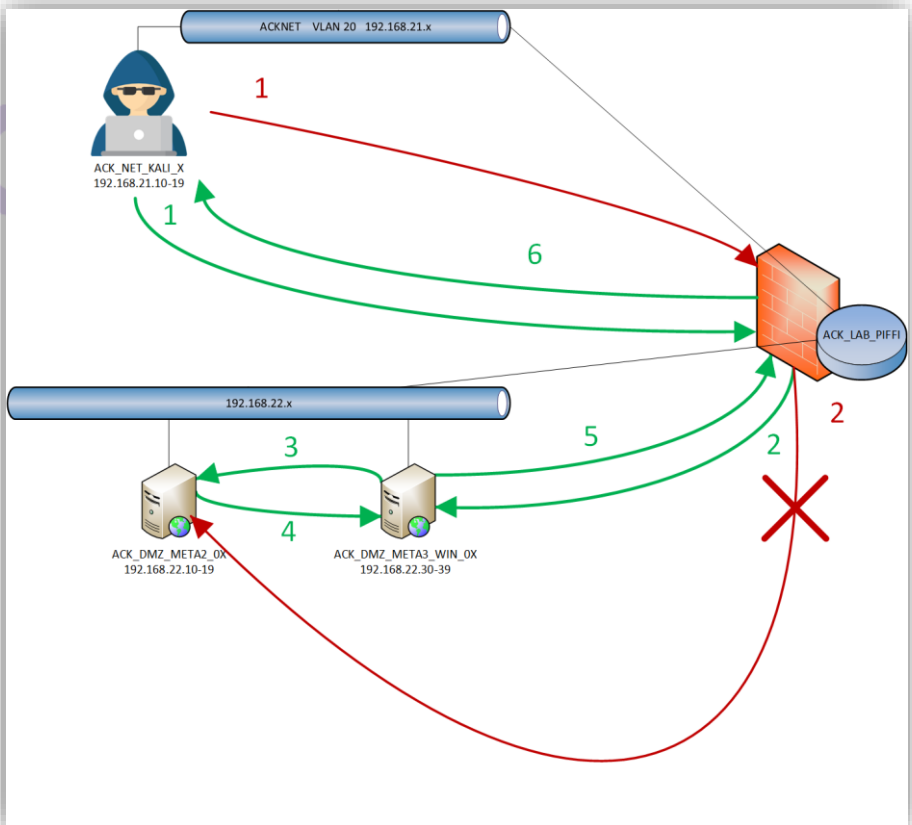 ACKNET VLAN 20 192.168.21.x
1
ACK_NET_KALI_X
192.168.21.10-19
1
6
ACK_LAB_PIFFI
192.168.22.x
2
3
5
2
4
ACK_DMZ_META2_0X
192.168.22.10-19
ACK_DMZ_META3_WIN_0X
192.168.22.30-39